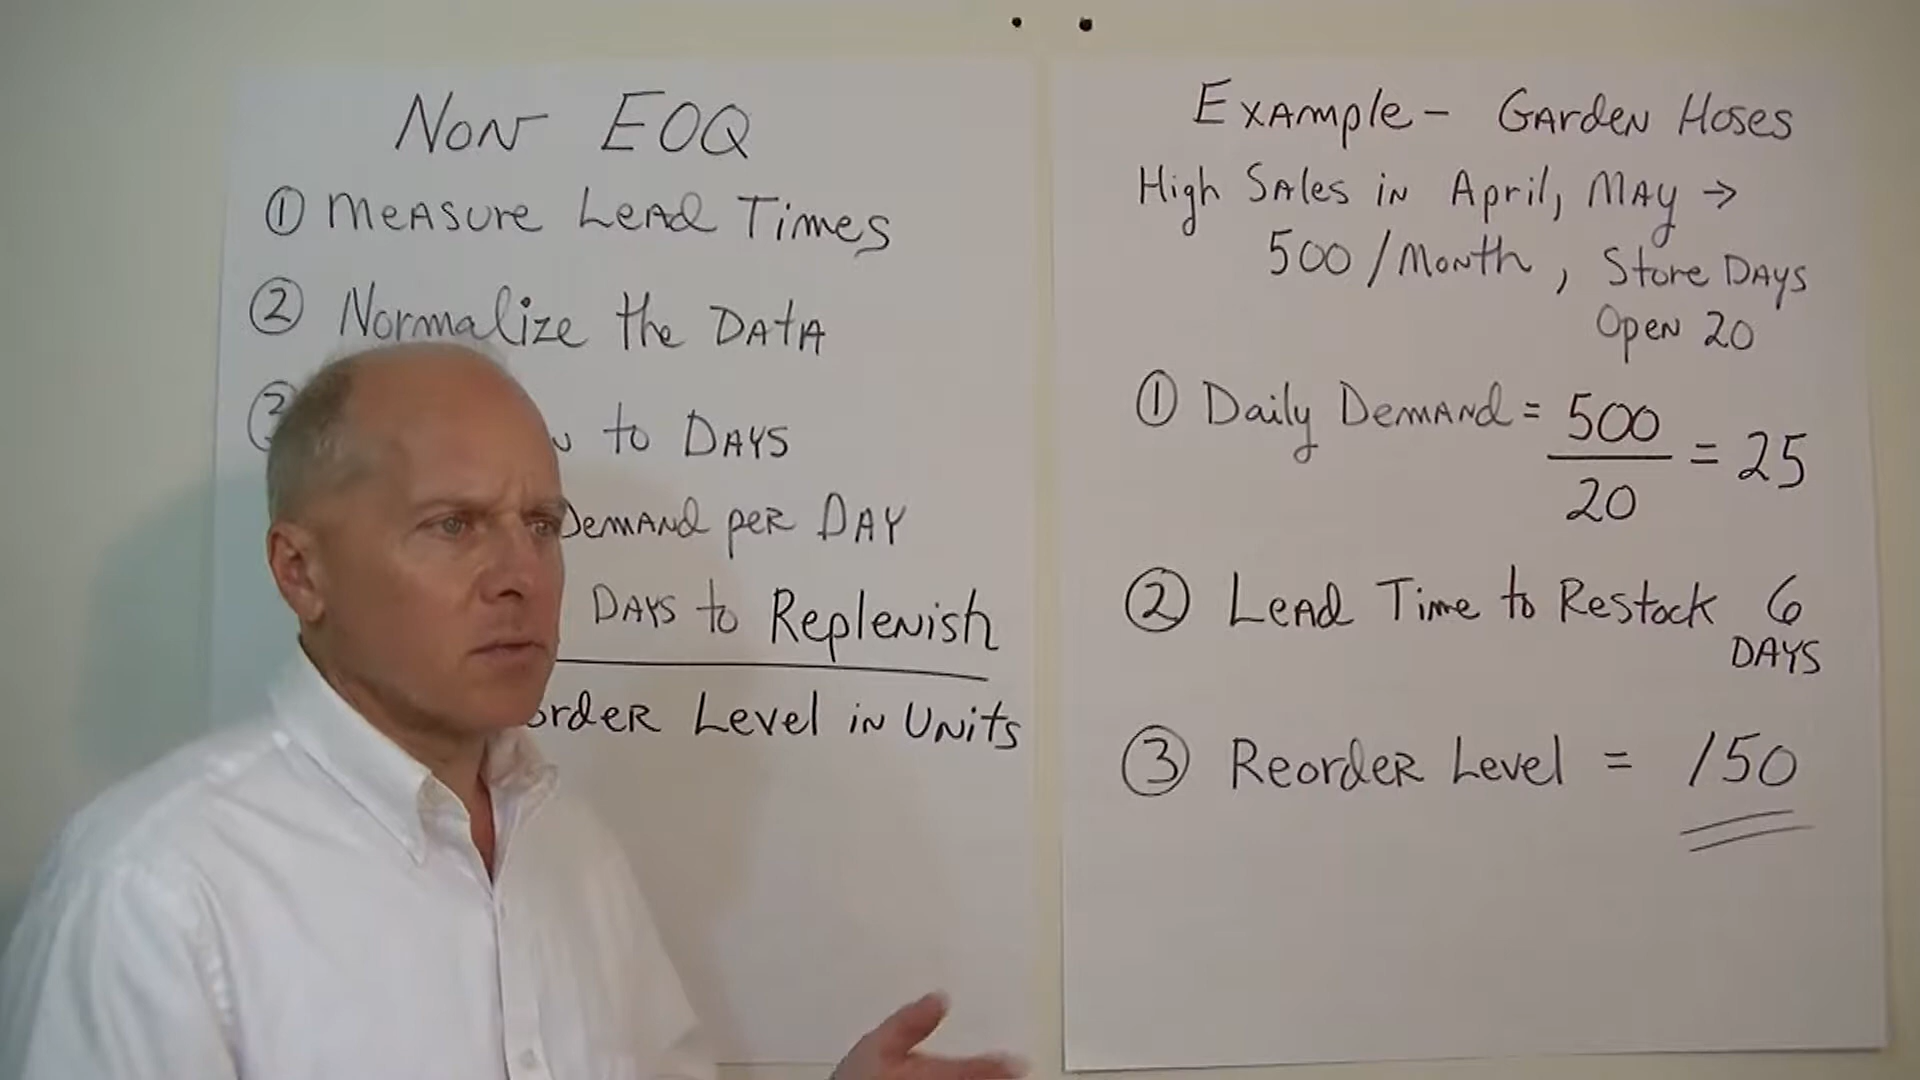 Non EOQ
① Measure Lead Times
② Normalize the Data
to Days
Demand per Day
Days to Replenish
Level in Units
Example - Garden Hoses
High Sales in April, May →
500 / Month, Store Days
Open 20
① Daily Demand = 500 / 20 = 25
② Lead Time to Restock 6
Days
③ Reorder Level = 150